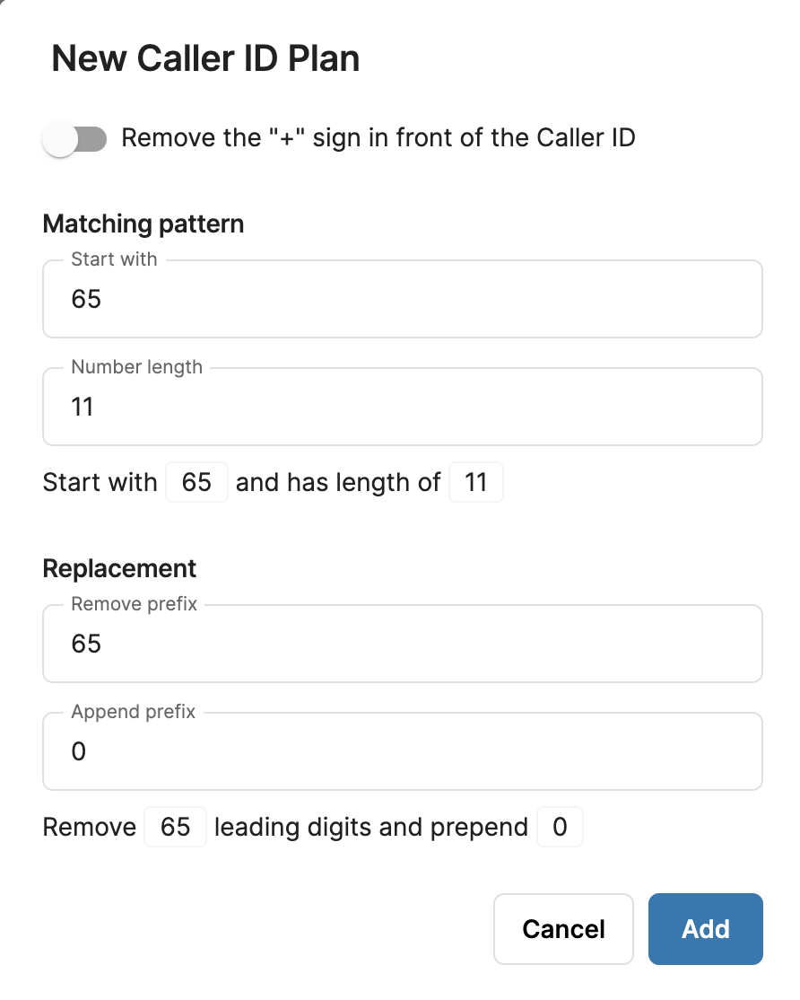 New Caller ID Plan
Remove the "+" sign in front of the Caller ID
Matching pattern
Start with
65
Number length
11
Start with 65 and has length of 11
Replacement
Remove prefix
65
Append prefix
0
Remove 65 leading digits and prepend 0
Cancel Add